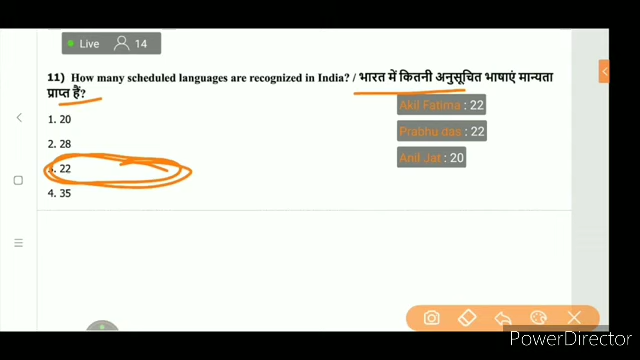 Live 14
11) How many scheduled languages are recognized in India? / भारत में कितनी अनुसूचित भाषाएं मान्यता
प्राप्त हैं?
Akil Fatima : 22
1. 20
Prabhu das : 22
2. 28
Anil Jat : 20
3. 22
4. 35
PowerDirector